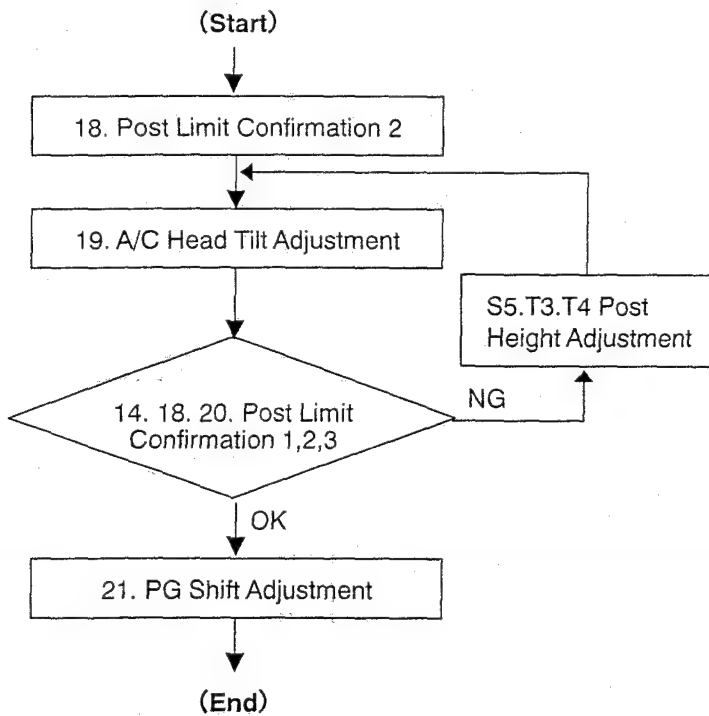 (Start)
18. Post Limit Confirmation 2
19. A/C Head Tilt Adjustment
S5.T3.T4 Post
Height Adjustment
14. 18. 20. Post Limit
Confirmation 1,2,3
NG
OK
21. PG Shift Adjustment
(End)